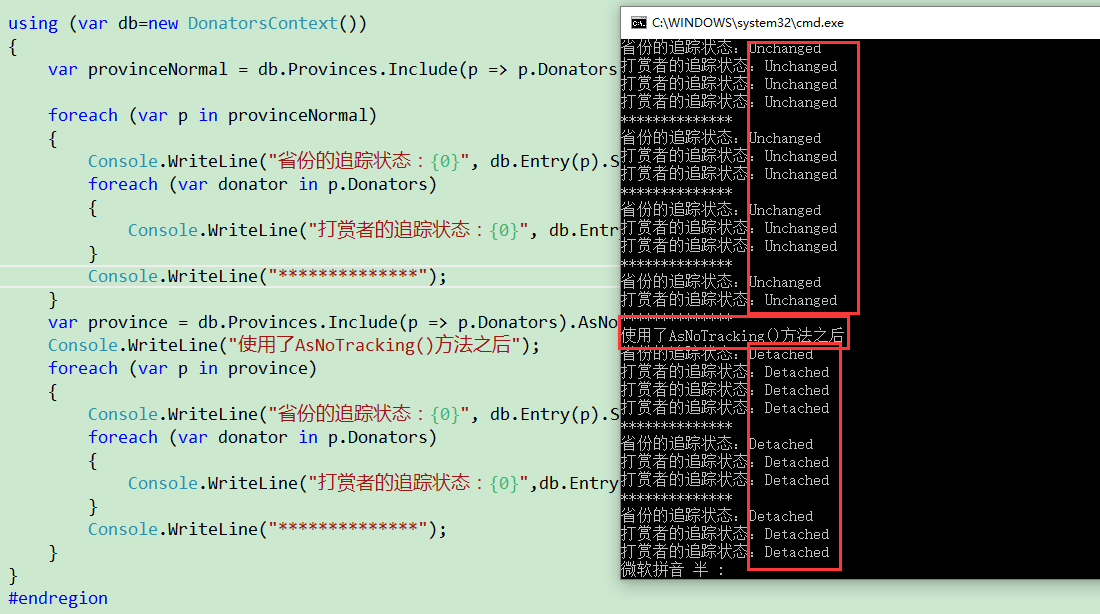 using (var db=new DonatorsContext())
{
var provinceNormal = db.Provinces.Include(p => p.Donators
foreach (var p in provinceNormal)
{
Console.WriteLine("省份的追踪状态：{0}", db.Entry(p).S
foreach (var donator in p.Donators)
{
Console.WriteLine("打赏者的追踪状态：{0}", db.Entr
}
Console.WriteLine("**************");
}
var province = db.Provinces.Include(p => p.Donators).AsNo
Console.WriteLine("使用了AsNoTracking()方法之后");
foreach (var p in province)
{
Console.WriteLine("省份的追踪状态：{0}", db.Entry(p).S
foreach (var donator in p.Donators)
{
Console.WriteLine("打赏者的追踪状态：{0}",db.Entry
}
Console.WriteLine("**************");
}
}
#endregion
C:\WINDOWS\system32\cmd.exe
省份的追踪状态：Unchanged
打赏者的追踪状态：Unchanged
打赏者的追踪状态：Unchanged
打赏者的追踪状态：Unchanged
**************
省份的追踪状态：Unchanged
打赏者的追踪状态：Unchanged
打赏者的追踪状态：Unchanged
**************
省份的追踪状态：Unchanged
打赏者的追踪状态：Unchanged
打赏者的追踪状态：Unchanged
**************
省份的追踪状态：Unchanged
打赏者的追踪状态：Unchanged
**************
使用了AsNoTracking()方法之后
省份的追踪状态：Detached
打赏者的追踪状态：Detached
打赏者的追踪状态：Detached
打赏者的追踪状态：Detached
**************
省份的追踪状态：Detached
打赏者的追踪状态：Detached
打赏者的追踪状态：Detached
**************
省份的追踪状态：Detached
打赏者的追踪状态：Detached
打赏者的追踪状态：Detached
微软拼音 半 ：